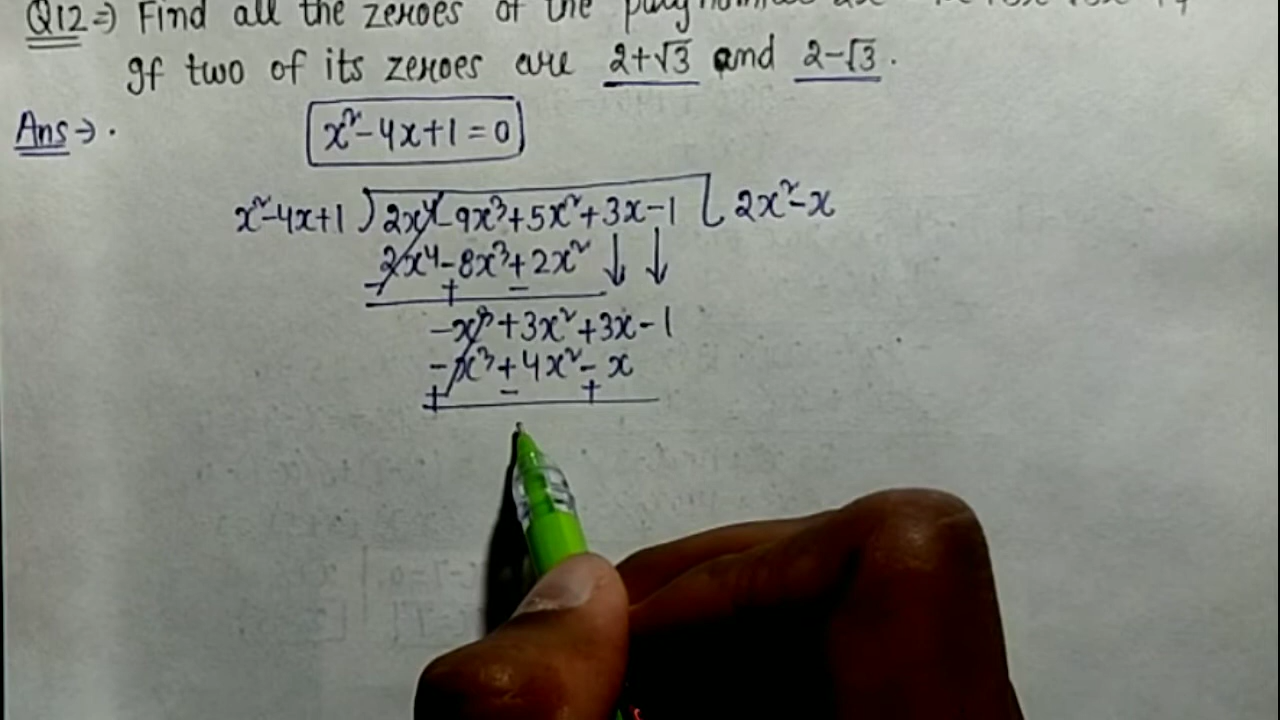 Q12⇒ Find all the zeroes of the polynomial
If two of its zeroes are 2+√3 and 2-√3.
Ans→.
x²-4x+1=0
x²-4x+1 ) 2x⁴-9x³+5x²+3x-1 ( 2x²-x
2x⁴-8x³+2x² ↓ ↓
- + -
-x³+3x²+3x-1
-x³+4x²-x
+ - +